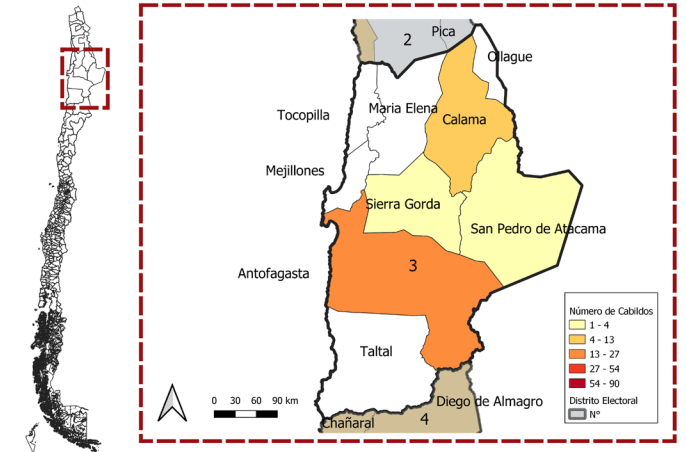 2
Pica
Ollague
Tocopilla
Maria Elena
Calama
Mejillones
Sierra Gorda
San Pedro de Atacama
Antofagasta
3
Taltal
Diego de Almagro
Chañaral
4
0 30 60 90 km
Número de Cabildos
1 - 4
4 - 13
13 - 27
27 - 54
54 - 90
Distrito Electoral
N°